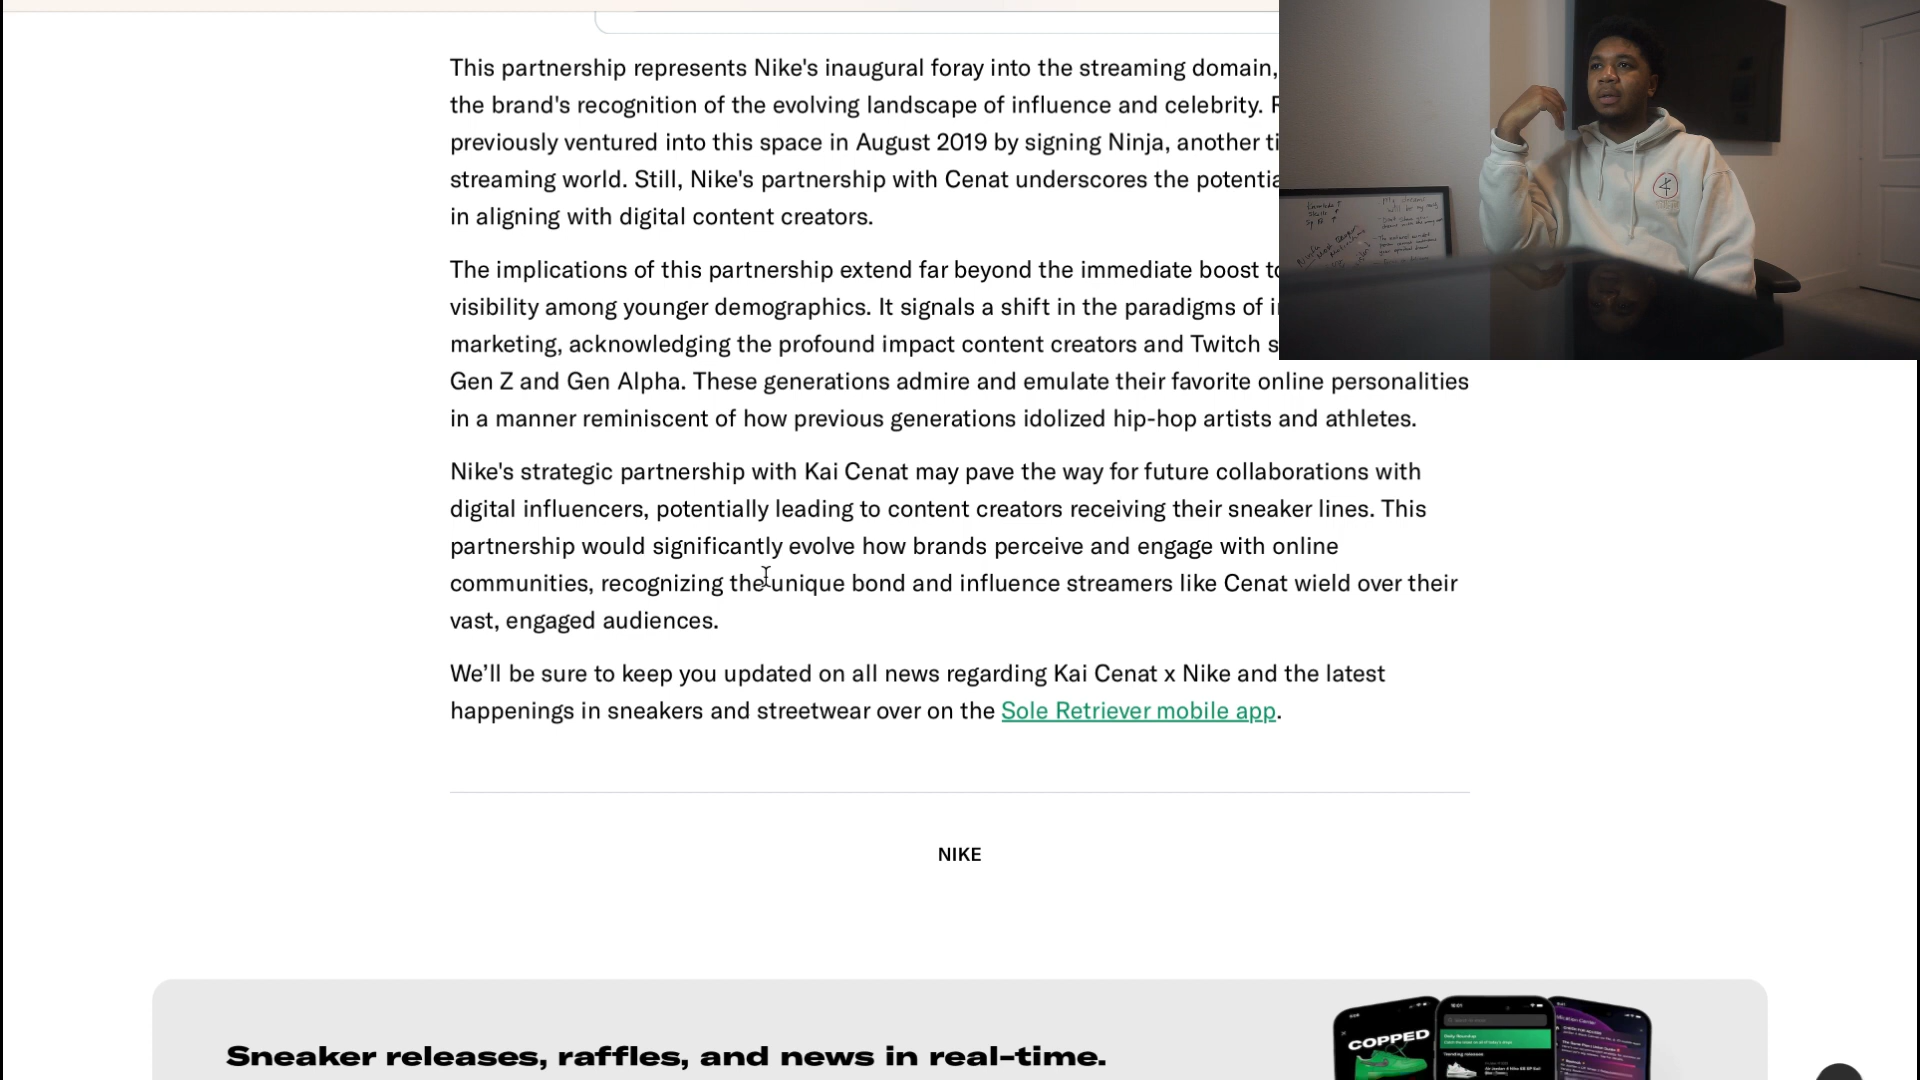 This partnership represents Nike's inaugural foray into the streaming domain,
the brand's recognition of the evolving landscape of influence and celebrity.
previously ventured into this space in August 2019 by signing Ninja, another
streaming world. Still, Nike's partnership with Cenat underscores the
in aligning with digital content creators.
The implications of this partnership extend far beyond the immediate boost
visibility among younger demographics. It signals a shift in the paradigms of
marketing, acknowledging the profound impact content creators and Twitch
Gen Z and Gen Alpha. These generations admire and emulate their favorite online personalities
in a manner reminiscent of how previous generations idolized hip-hop artists and athletes.
Nike's strategic partnership with Kai Cenat may pave the way for future collaborations with
digital influencers, potentially leading to content creators receiving their sneaker lines. This
partnership would significantly evolve how brands perceive and engage with online
communities, recognizing the unique bond and influence streamers like Cenat wield over their
vast, engaged audiences.
We’ll be sure to keep you updated on all news regarding Kai Cenat x Nike and the latest
happenings in sneakers and streetwear over on the Sole Retriever mobile app.
NIKE
Sneaker releases, raffles, and news in real-time.
COPPED